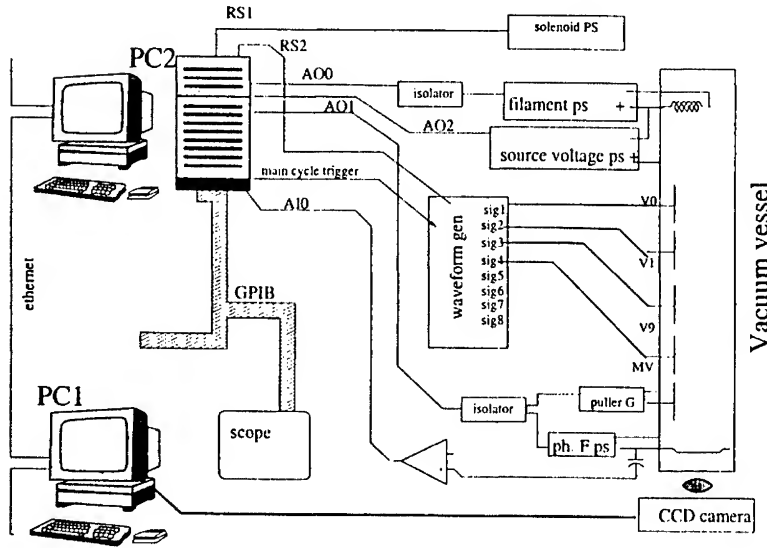 RS1
solenoid PS
PC2
RS2
AO0
isolator
filament ps +
AO1
AO2
source voltage ps +
main cycle trigger
AI0
waveform gen
sig1
sig2
sig3
sig4
sig5
sig6
sig7
sig8
V0
V1
V9
MV
Vacuum vessel
ethernet
GPIB
PC1
scope
isolator
puller G
ph. F ps
CCD camera